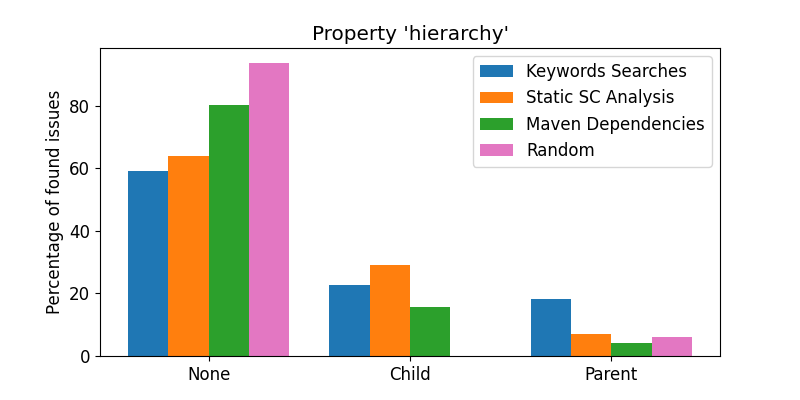 Property 'hierarchy'
Percentage of found issues
80
60
40
20
0
None
Child
Parent
Keywords Searches
Static SC Analysis
Maven Dependencies
Random